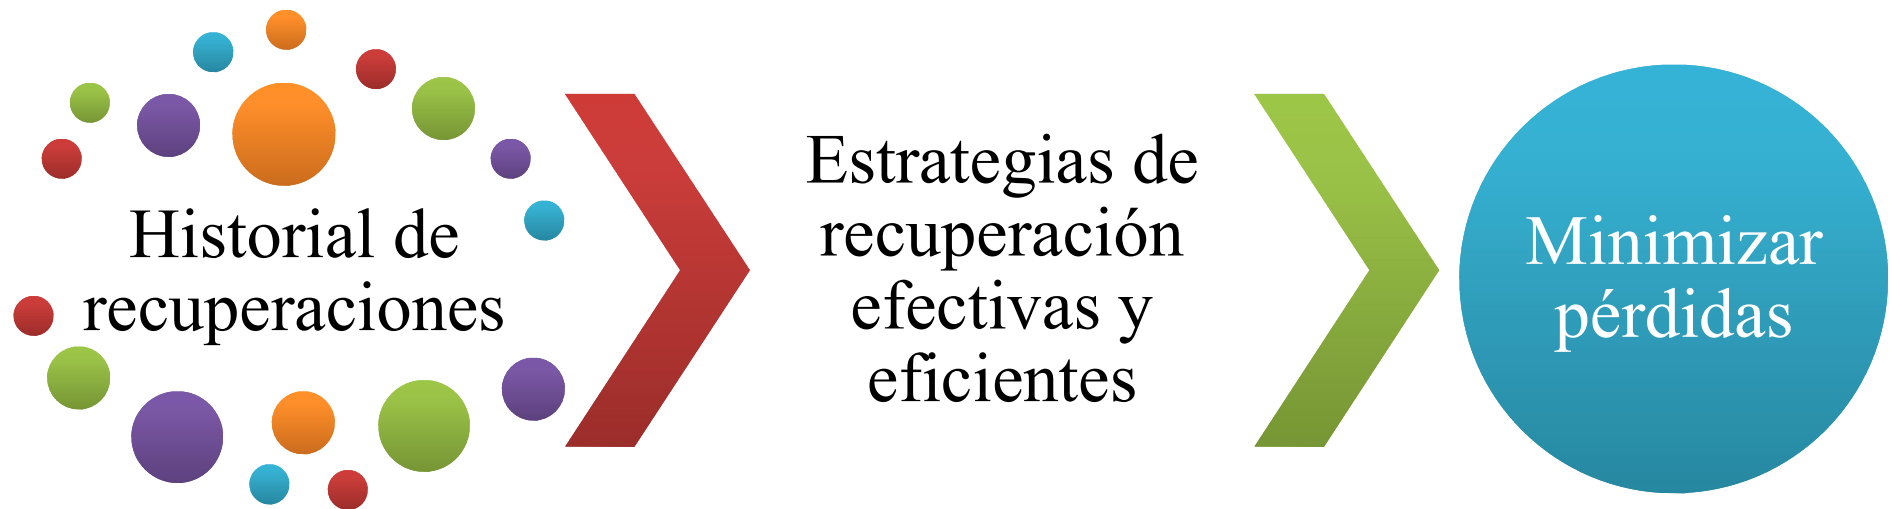 Historial de
recuperaciones
Estrategias de
recuperación
efectivas y
eficientes
Minimizar
pérdidas